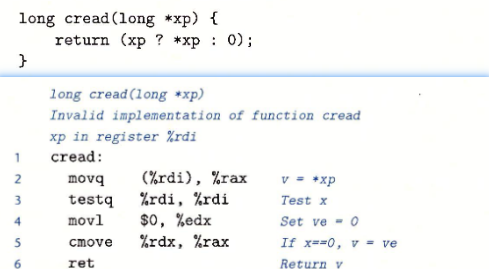 long cread(long *xp) {
    return (xp ? *xp : 0);
}
long cread(long *xp)
Invalid implementation of function cread
xp in register %rdi
1 cread:
2 movq (%rdi), %rax v = *xp
3 testq %rdi, %rdi Test x
4 movl $0, %edx Set ve = 0
5 cmove %rdx, %rax If x==0, v = ve
6 ret Return v